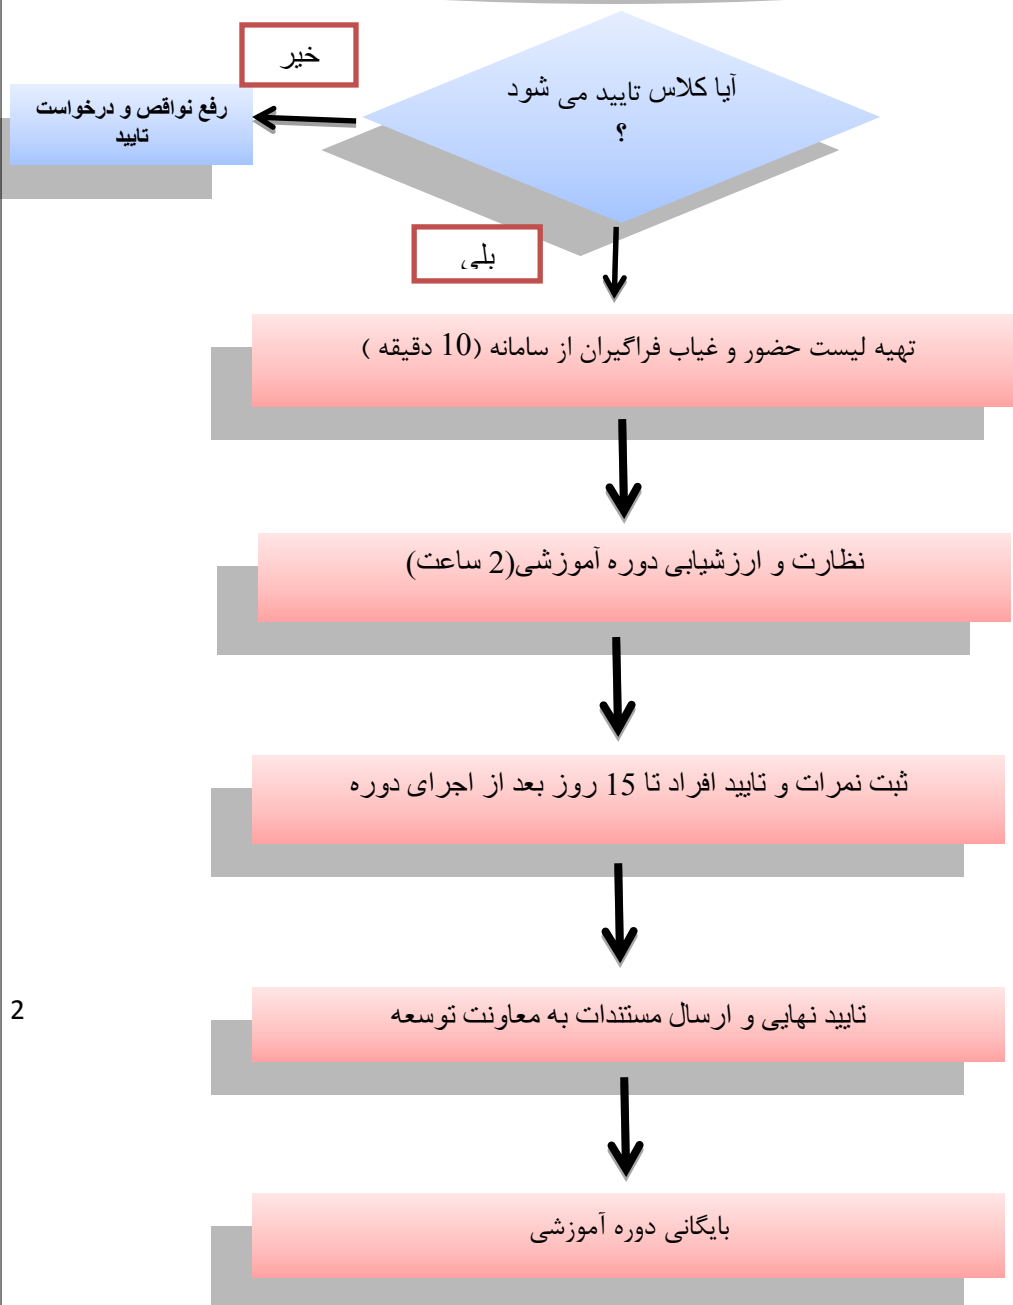 خیر
آیا کلاس تایید می شود
؟
رفع نواقص و درخواست
تایید
بلی
تهیه لیست حضور و غیاب فراگیران از سامانه (10 دقیقه )
نظارت و ارزشیابی دوره آموزشی(2 ساعت)
ثبت نمرات و تایید افراد تا 15 روز بعد از اجرای دوره
2
تایید نهایی و ارسال مستندات به معاونت توسعه
بایگانی دوره آموزشی